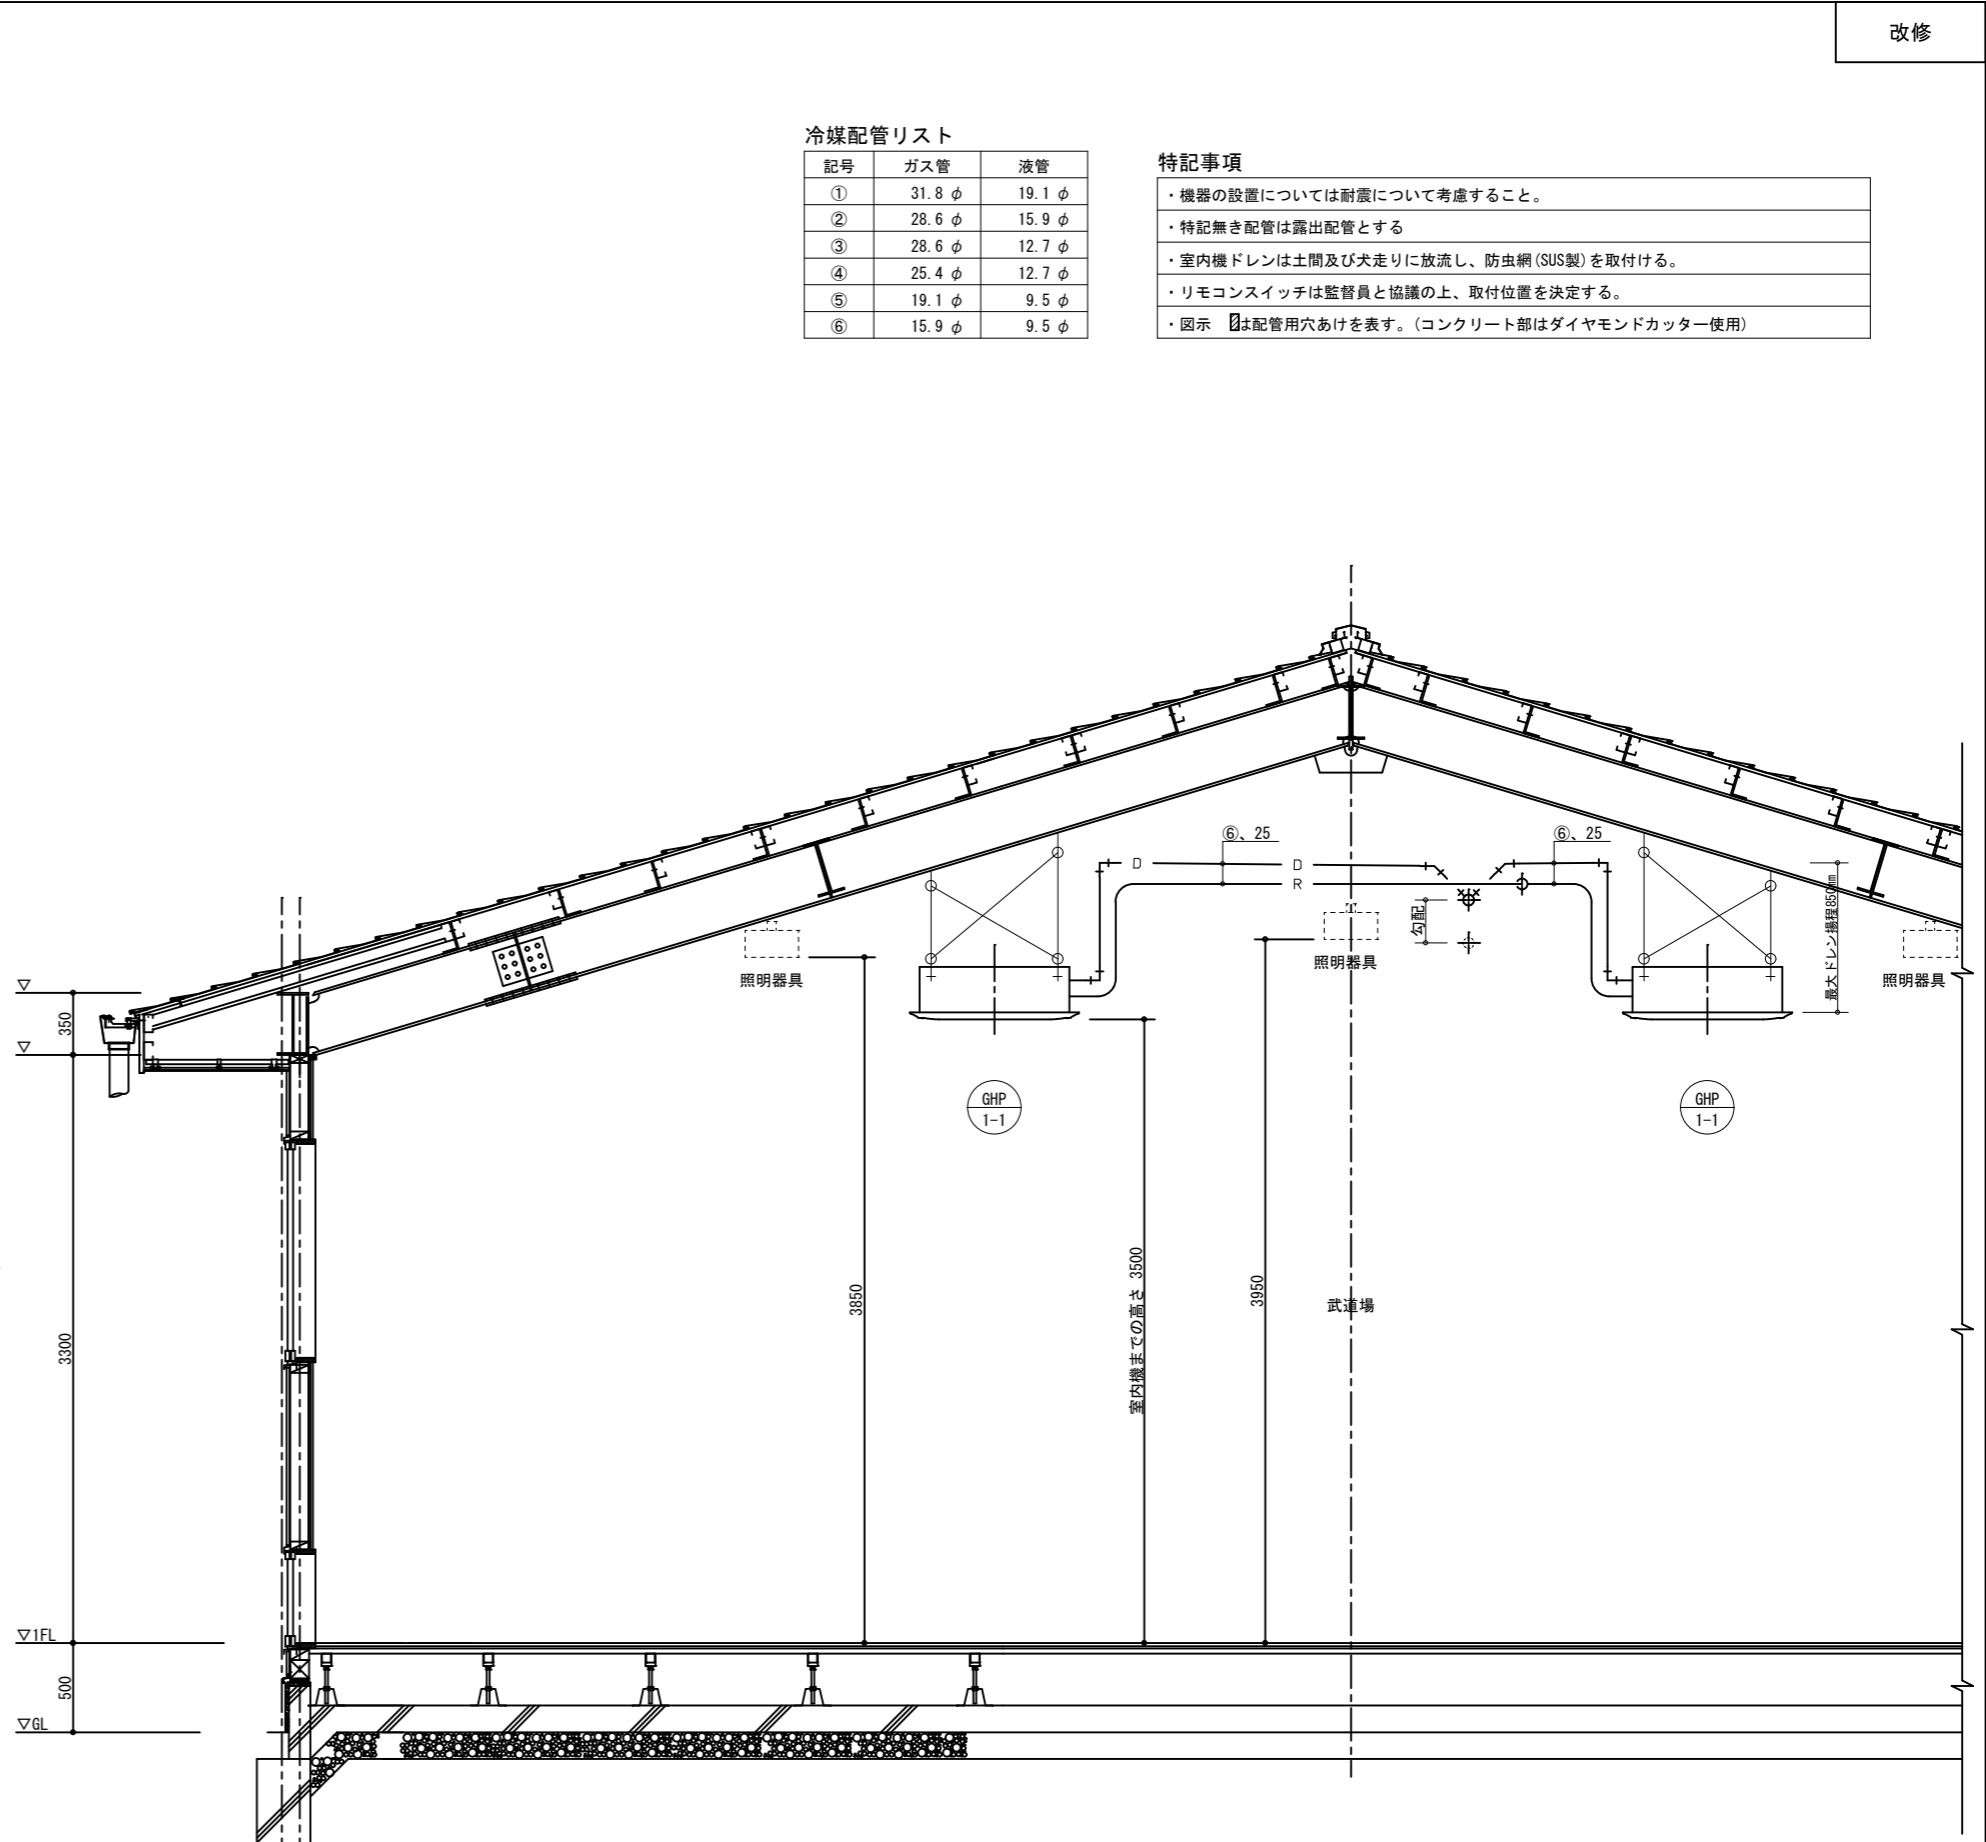 改修
冷媒配管リスト
記号 ガス管 液管
① 31.8 φ 19.1 φ
② 28.6 φ 15.9 φ
③ 28.6 φ 12.7 φ
④ 25.4 φ 12.7 φ
⑤ 19.1 φ 9.5 φ
⑥ 15.9 φ 9.5 φ
特記事項
・機器の設置については耐震について考慮すること。
・特記無き配管は露出配管とする
・室内機ドレンは土間及び犬走りに放流し、防虫網(SUS製)を取付ける。
・リモコンスイッチは監督員と協議の上、取付位置を決定する。
・図示 は配管用穴あけを表す。(コンクリート部はダイヤモンドカッター使用)
⑥、25
⑥、25
D
D
R
勾配
最大ドレン揚程850mm
照明器具
照明器具
照明器具
▽
350
▽
GHP
1-1
GHP
1-1
3300
3850
室内機までの高さ 3500
3950
武道場
▽1FL
500
▽GL